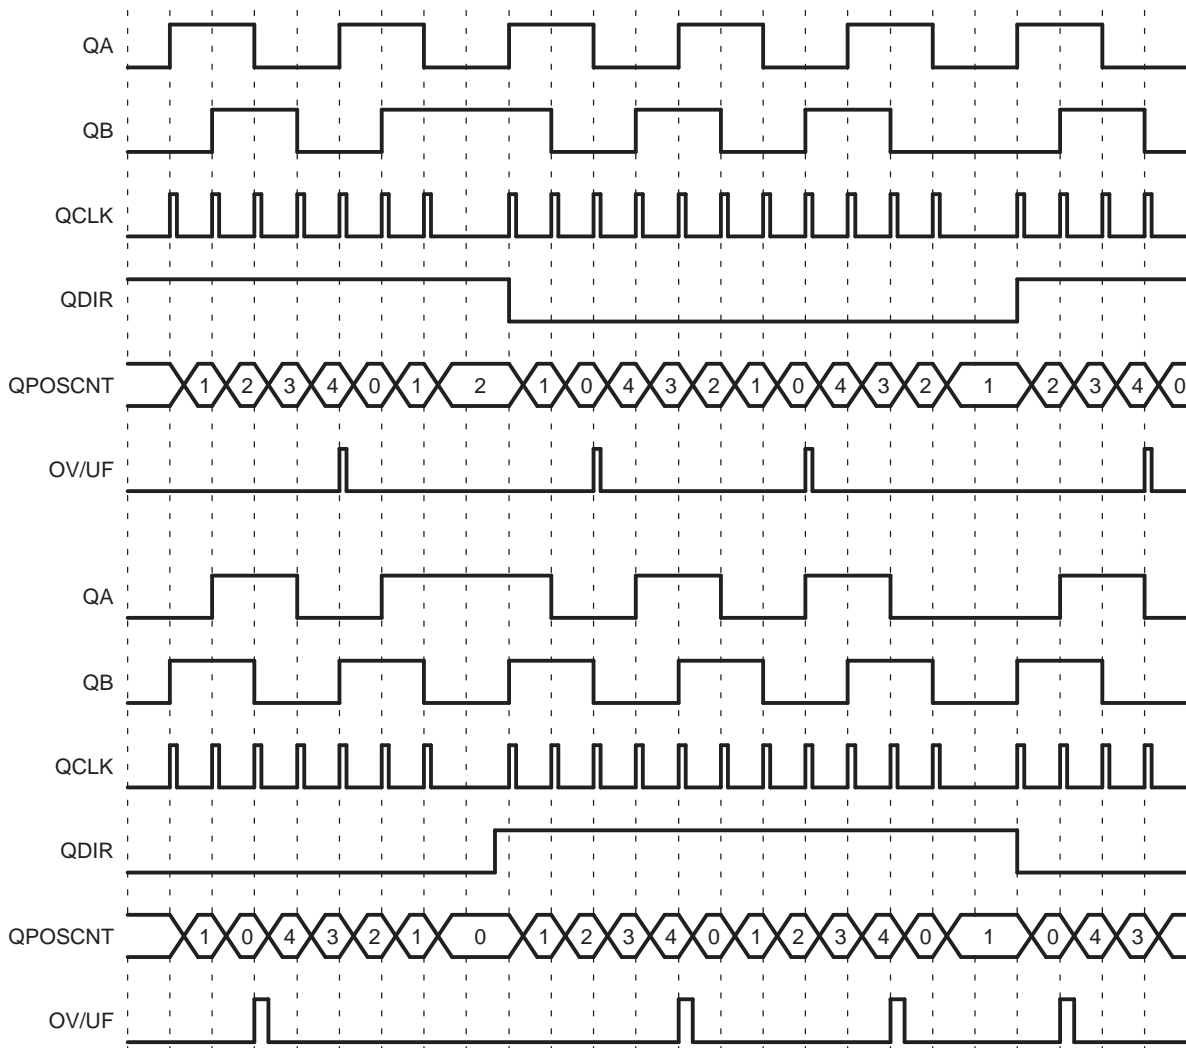 QA
QB
QCLK
QDIR
QPOSCNT 1 2 3 4 0 1 2 1 0 4 3 2 1 0 4 3 2 1 2 3 4 0
OV/UF
QA
QB
QCLK
QDIR
QPOSCNT 1 0 4 3 2 1 0 1 2 3 4 0 1 2 3 4 0 1 0 4 3
OV/UF